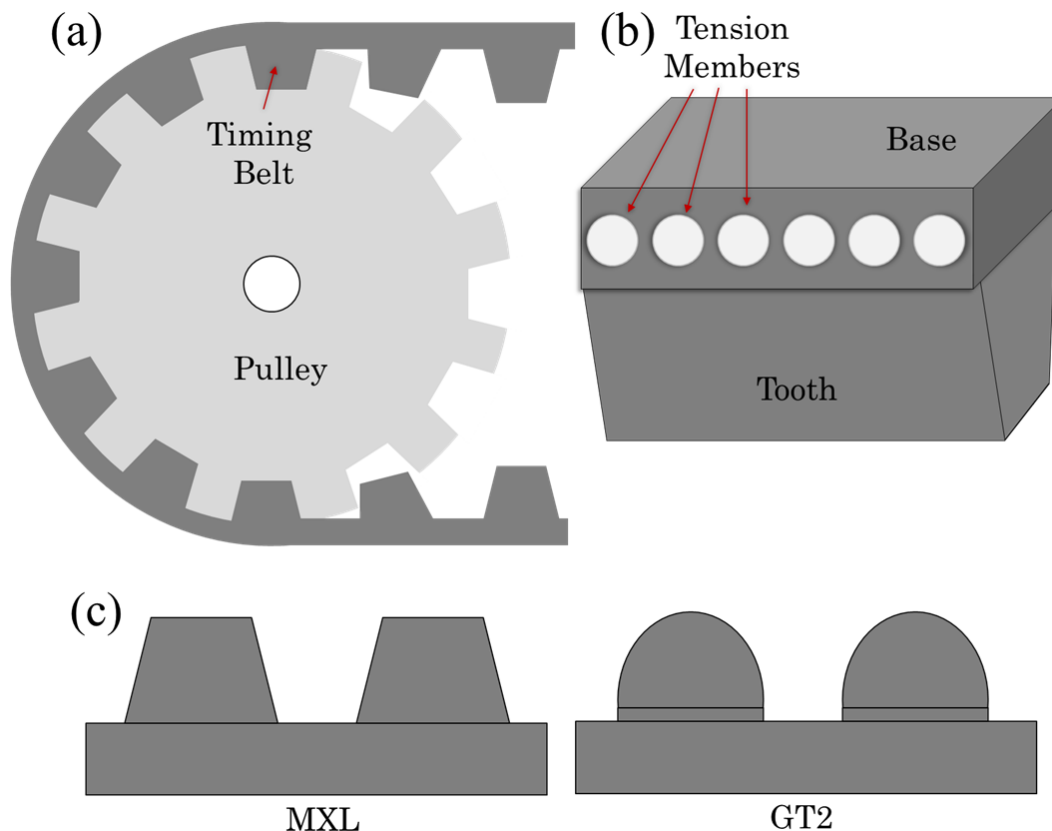 (a)
Timing
Belt
Pulley
(b)
Tension
Members
Base
Tooth
(c)
MXL
GT2